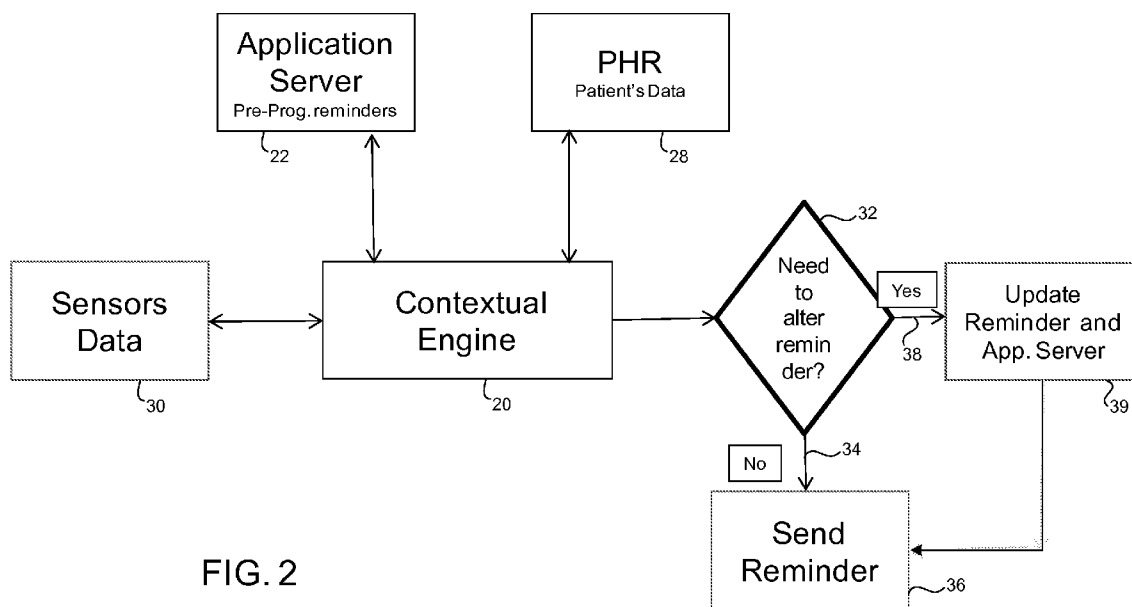 Application
Server
Pre-Prog. reminders
22
PHR
Patient's Data
28
Sensors
Data
30
Contextual
Engine
20
32
Need
to
alter
remin
der?
Yes
38
Update
Reminder and
App. Server
39
No
34
Send
Reminder
36
FIG. 2